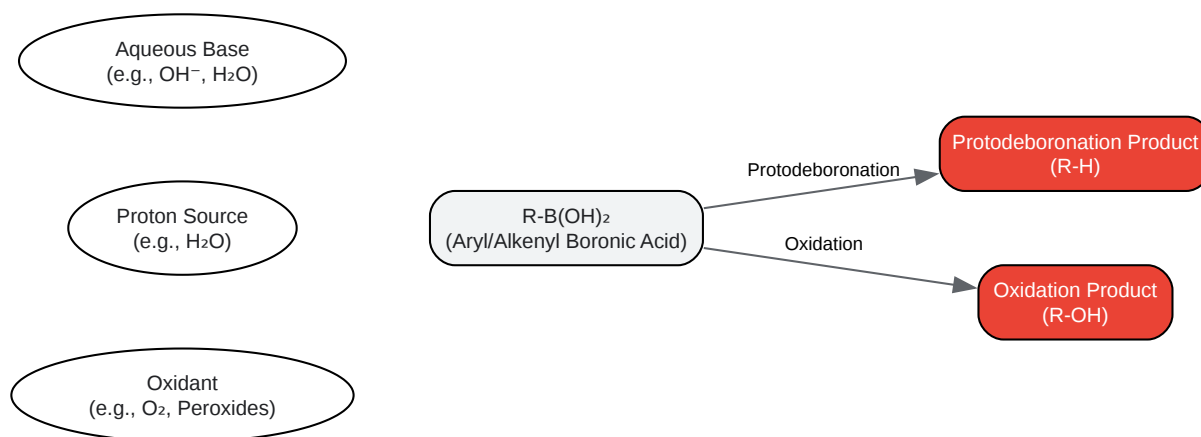 Aqueous Base
(e.g., OH⁻, H₂O)
Proton Source
(e.g., H₂O)
Oxidant
(e.g., O₂, Peroxides)
R-B(OH)₂
(Aryl/Alkenyl Boronic Acid)
Protodeboronation
Oxidation
Protodeboronation Product
(R-H)
Oxidation Product
(R-OH)